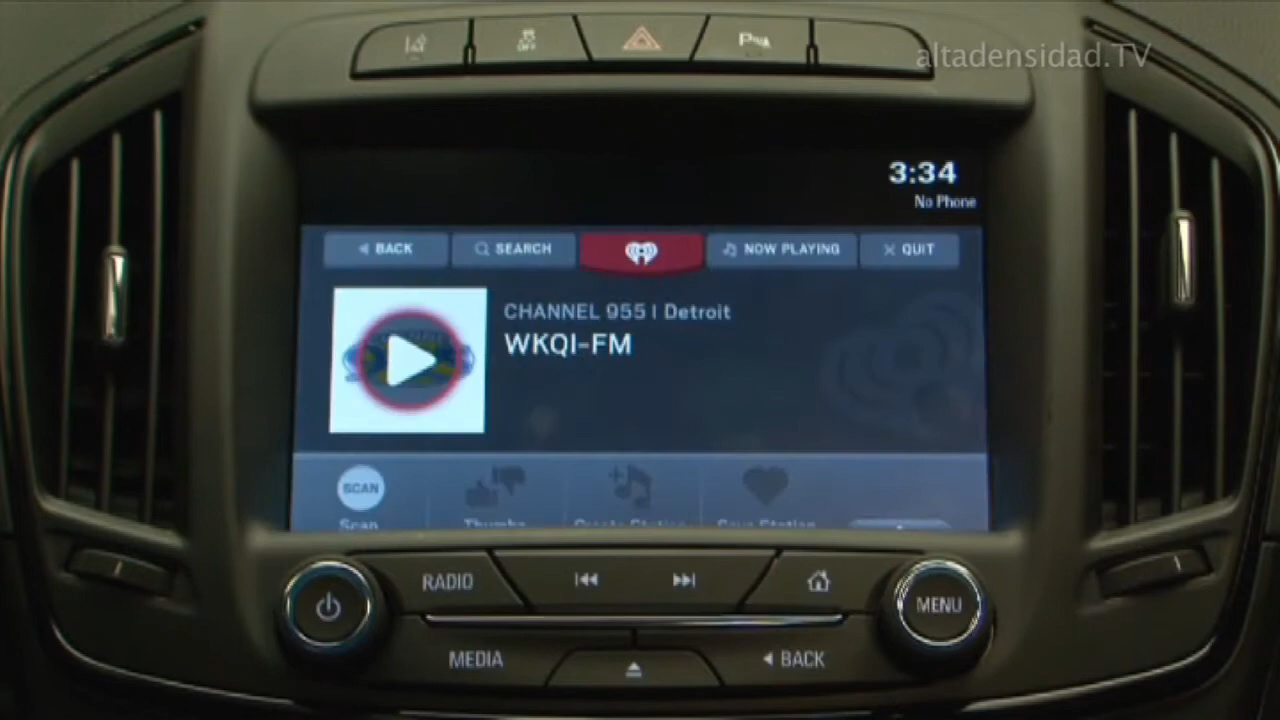 OFF
P
altadensidad.TV
3:34
No Phone
BACK
SEARCH
NOW PLAYING
QUIT
CHANNEL 955 | Detroit
WKQI-FM
SCAN
Scan
Thumbs
Create Station
Save Station
RADIO
MENU
MEDIA
BACK